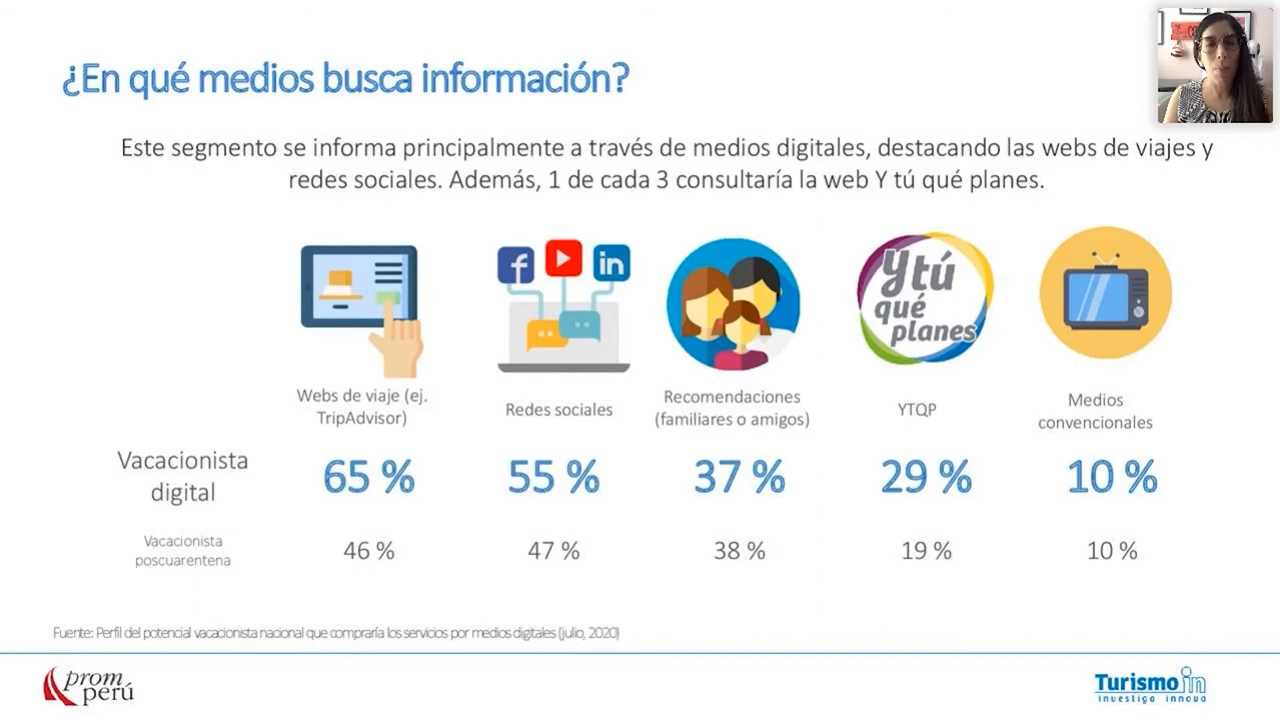 ¿En qué medios busca información?
Este segmento se informa principalmente a través de medios digitales, destacando las webs de viajes y
redes sociales. Además, 1 de cada 3 consultaría la web Y tú qué planes.
f
in
Y tú
qué
planes
Webs de viaje (ej.
TripAdvisor)
Redes sociales
Recomendaciones
(familiares o amigos)
YTQP
Medios
convencionales
Vacacionista
digital
65 %
55 %
37 %
29 %
10 %
Vacacionista
poscuarentena
46 %
47 %
38 %
19 %
10 %
Fuente: Perfil del potencial vacacionista nacional que compraría los servicios por medios digitales (julio, 2020)
prom
perú
Turismo in
investiga innova